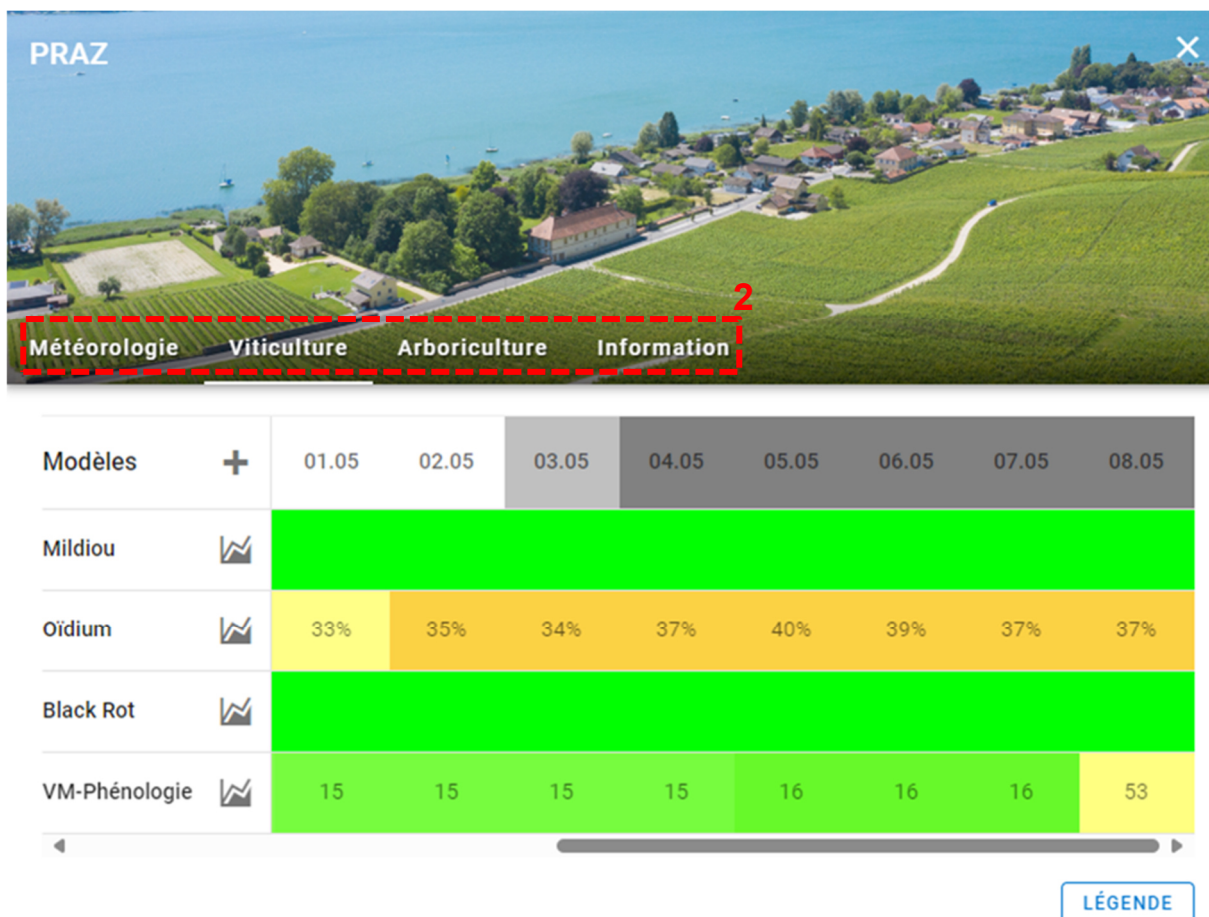 PRAZ
2
Météorologie Viticulture Arboriculture Information
Modèles + 01.05 02.05 03.05 04.05 05.05 06.05 07.05 08.05
Mildiou
Oïdium 33% 35% 34% 37% 40% 39% 37% 37%
Black Rot
VM-Phénologie 15 15 15 15 16 16 16 53
LÉGENDE